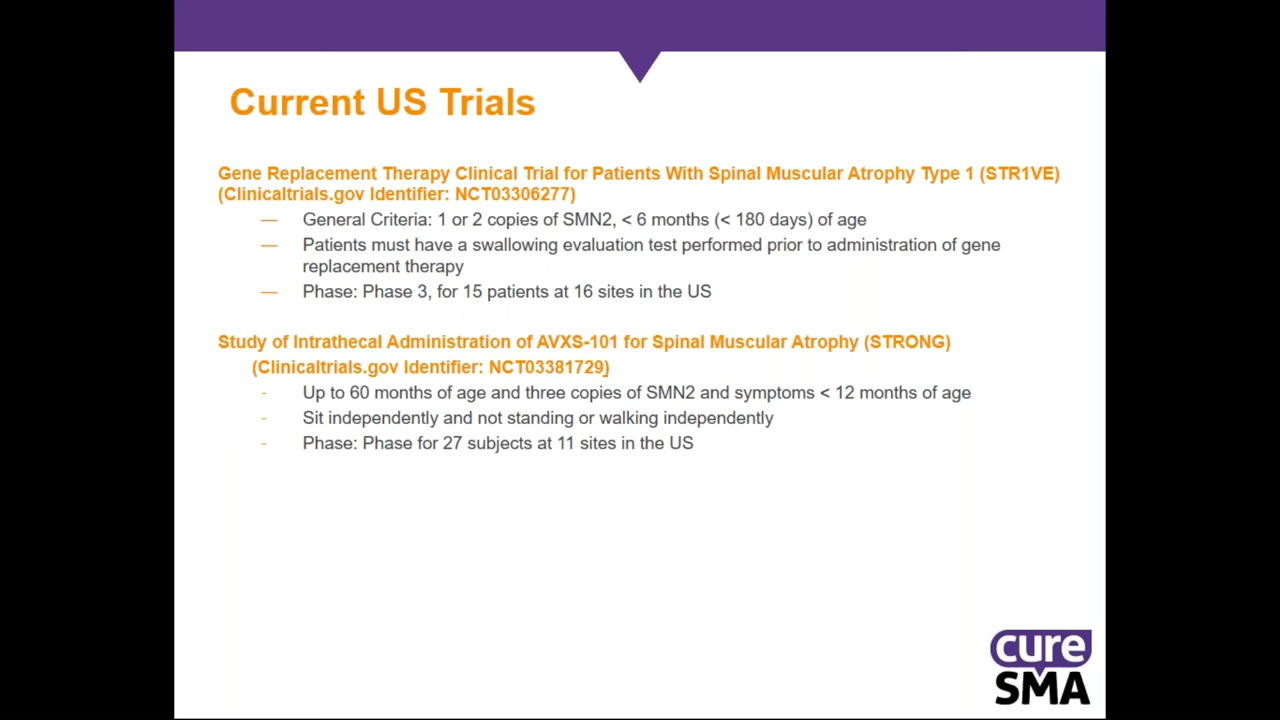 Current US Trials
Gene Replacement Therapy Clinical Trial for Patients With Spinal Muscular Atrophy Type 1 (STR1VE)
(Clinicaltrials.gov Identifier: NCT03306277)
— General Criteria: 1 or 2 copies of SMN2, < 6 months (< 180 days) of age
— Patients must have a swallowing evaluation test performed prior to administration of gene
replacement therapy
— Phase: Phase 3, for 15 patients at 16 sites in the US
Study of Intrathecal Administration of AVXS-101 for Spinal Muscular Atrophy (STRONG)
(Clinicaltrials.gov Identifier: NCT03381729)
- Up to 60 months of age and three copies of SMN2 and symptoms < 12 months of age
- Sit independently and not standing or walking independently
- Phase: Phase for 27 subjects at 11 sites in the US
cure
SMA